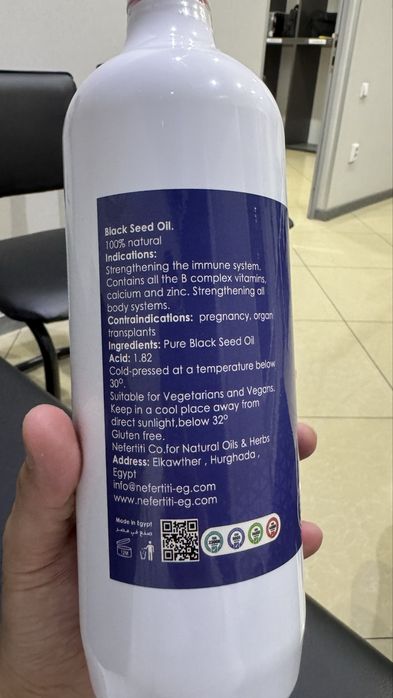 Black Seed Oil.
100% natural
Indications:
Strengthening the immune system.
Contains all the B complex vitamins,
calcium and zinc. Strengthening all
body systems.
Contraindications: pregnancy, organ
transplants
Ingredients: Pure Black Seed Oil
Acid: 1.82
Cold-pressed at a temperature below
30º.
Suitable for Vegetarians and Vegans.
Keep in a cool place away from
direct sunlight,below 32º
Gluten free.
Nefertiti Co.for Natural Oils & Herbs
Address: Elkawther , Hurghada ,
Egypt
info@nefertiti-eg.com
www.nefertiti-eg.com
Made in Egypt
صنع في مصر